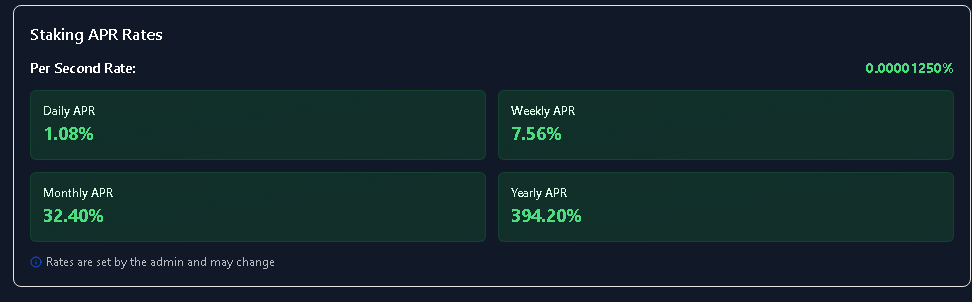 Staking APR Rates
Per Second Rate: 0.00001250%
Daily APR
1.08%
Weekly APR
7.56%
Monthly APR
32.40%
Yearly APR
394.20%
Rates are set by the admin and may change